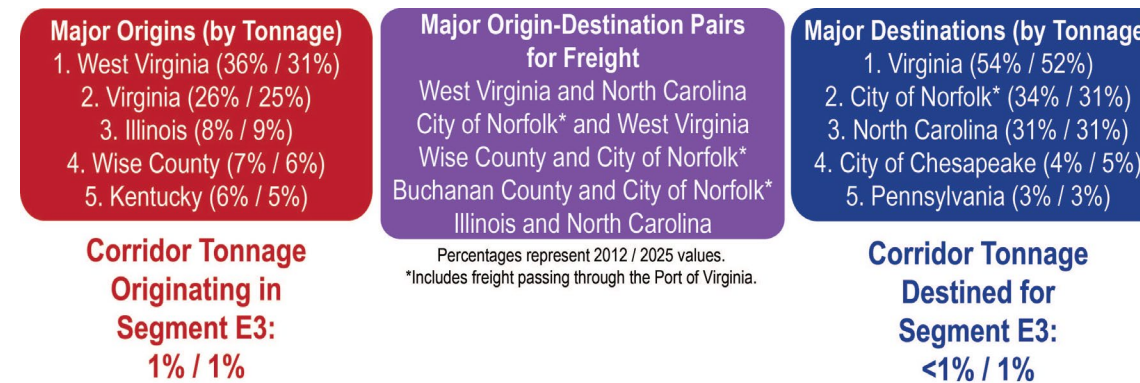 Major Origins (by Tonnage)
1. West Virginia (36% / 31%)
2. Virginia (26% / 25%)
3. Illinois (8% / 9%)
4. Wise County (7% / 6%)
5. Kentucky (6% / 5%)
Corridor Tonnage
Originating in
Segment E3:
1% / 1%
Major Origin-Destination Pairs
for Freight
West Virginia and North Carolina
City of Norfolk* and West Virginia
Wise County and City of Norfolk*
Buchanan County and City of Norfolk*
Illinois and North Carolina
Percentages represent 2012 / 2025 values.
*Includes freight passing through the Port of Virginia.
Major Destinations (by Tonnage
1. Virginia (54% / 52%)
2. City of Norfolk* (34% / 31%)
3. North Carolina (31% / 31%)
4. City of Chesapeake (4% / 5%)
5. Pennsylvania (3% / 3%)
Corridor Tonnage
Destined for
Segment E3:
<1% / 1%